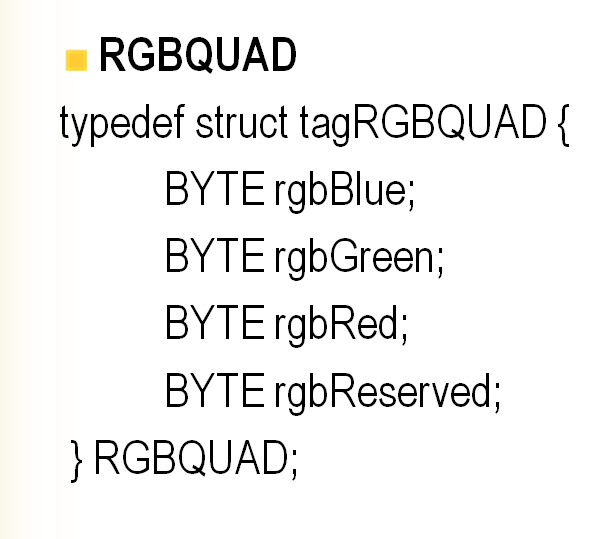 RGBQUAD
typedef struct tagRGBQUAD {
BYTE rgbBlue;
BYTE rgbGreen;
BYTE rgbRed;
BYTE rgbReserved;
} RGBQUAD;